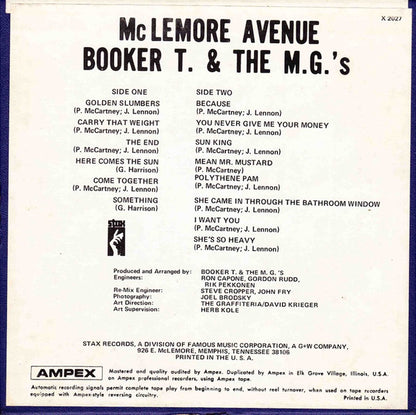 X 2027
McLEMORE AVENUE
BOOKER T. & THE M.G.'s
SIDE ONE
GOLDEN SLUMBERS
(P. McCartney; J. Lennon)
CARRY THAT WEIGHT
(P. McCartney; J. Lennon)
THE END
(P. McCartney; J. Lennon)
HERE COMES THE SUN
(G. Harrison)
COME TOGETHER
(P. McCartney; J. Lennon)
SOMETHING
(G. Harrison)
SIDE TWO
BECAUSE
(P. McCartney; J. Lennon)
YOU NEVER GIVE ME YOUR MONEY
(P. McCartney; J. Lennon)
SUN KING
(P. McCartney; J. Lennon)
MEAN MR. MUSTARD
(P. McCartney)
POLYTHENE PAM
(P. McCartney; J. Lennon)
SHE CAME IN THROUGH THE BATHROOM WINDOW
(P. McCartney; J. Lennon)
I WANT YOU
(P. McCartney; J. Lennon)
SHE'S SO HEAVY
(P. McCartney; J. Lennon)
STAX
Produced and Arranged by: BOOKER T. & THE M. G. 'S
Engineers: RON CAPONE, GORDON RUDD,
RIK PEKKONEN
Re-Mix Engineer: STEVE CROPPER, JOHN FRY
Photography: JOEL BRODSKY
Art Direction: THE GRAFFITERIA/DAVID KRIEGER
Art Supervision: HERB KOLE
STAX RECORDS, A DIVISION OF FAMOUS MUSIC CORPORATION, A G+W COMPANY,
926 E. McLEMORE, MEMPHIS, TENNESSEE 38106
PRINTED IN THE U. S. A.
AMPEX
Mastered and quality audited by Ampex. Duplicated by Ampex in Elk Grove Village, Illinois, U.S.A.
on Ampex professional recorders, using Ampex tape.
Automatic recording signals permit complete tape play from beginning to end, without reel turnover, when used on tape recorders
equipped with Ampex-style reversing circuitry.
Printed in U.S.A.